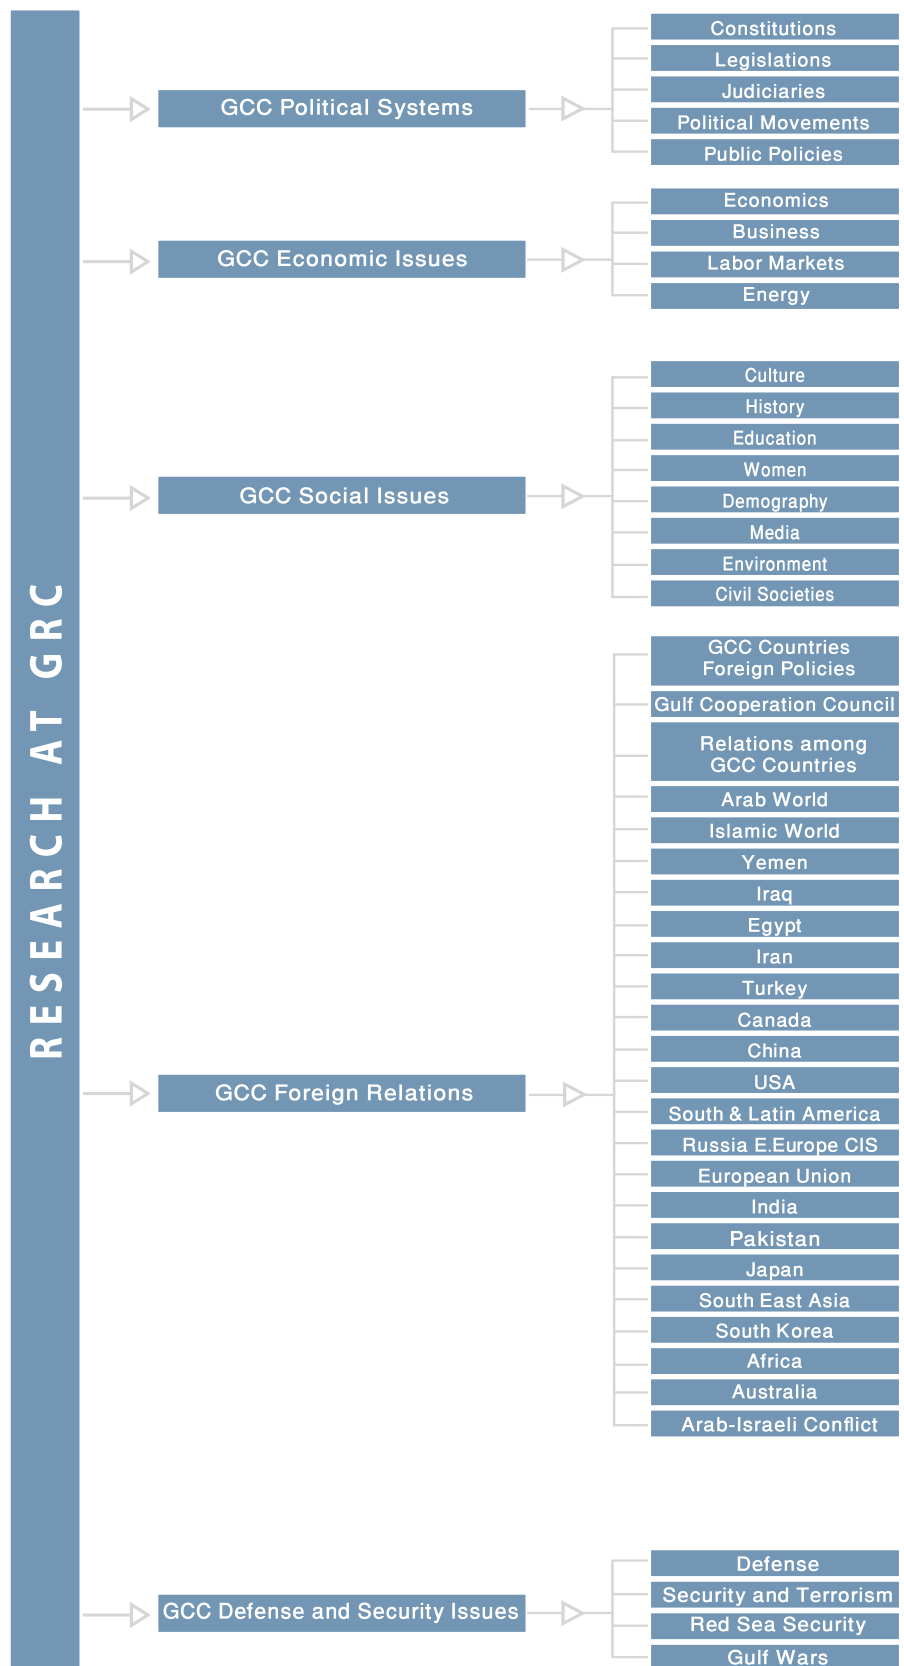 RESEARCH AT GRC
GCC Political Systems
Constitutions
Legislations
Judiciaries
Political Movements
Public Policies
GCC Economic Issues
Economics
Business
Labor Markets
Energy
GCC Social Issues
Culture
History
Education
Women
Demography
Media
Environment
Civil Societies
GCC Foreign Relations
GCC Countries
Foreign Policies
Gulf Cooperation Council
Relations among
GCC Countries
Arab World
Islamic World
Yemen
Iraq
Egypt
Iran
Turkey
Canada
China
USA
South & Latin America
Russia E.Europe CIS
European Union
India
Pakistan
Japan
South East Asia
South Korea
Africa
Australia
Arab-Israeli Conflict
GCC Defense and Security Issues
Defense
Security and Terrorism
Red Sea Security
Gulf Wars